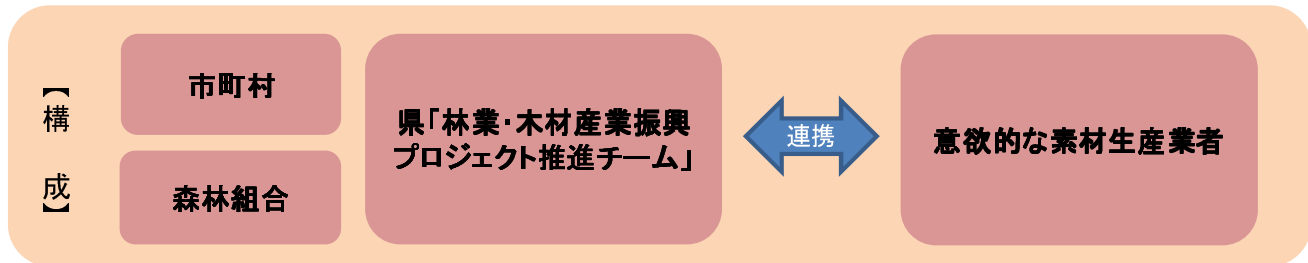 【構　成】
市町村
森林組合
県「林業・木材産業振興
プロジェクト推進チーム」
連携
意欲的な素材生産業者